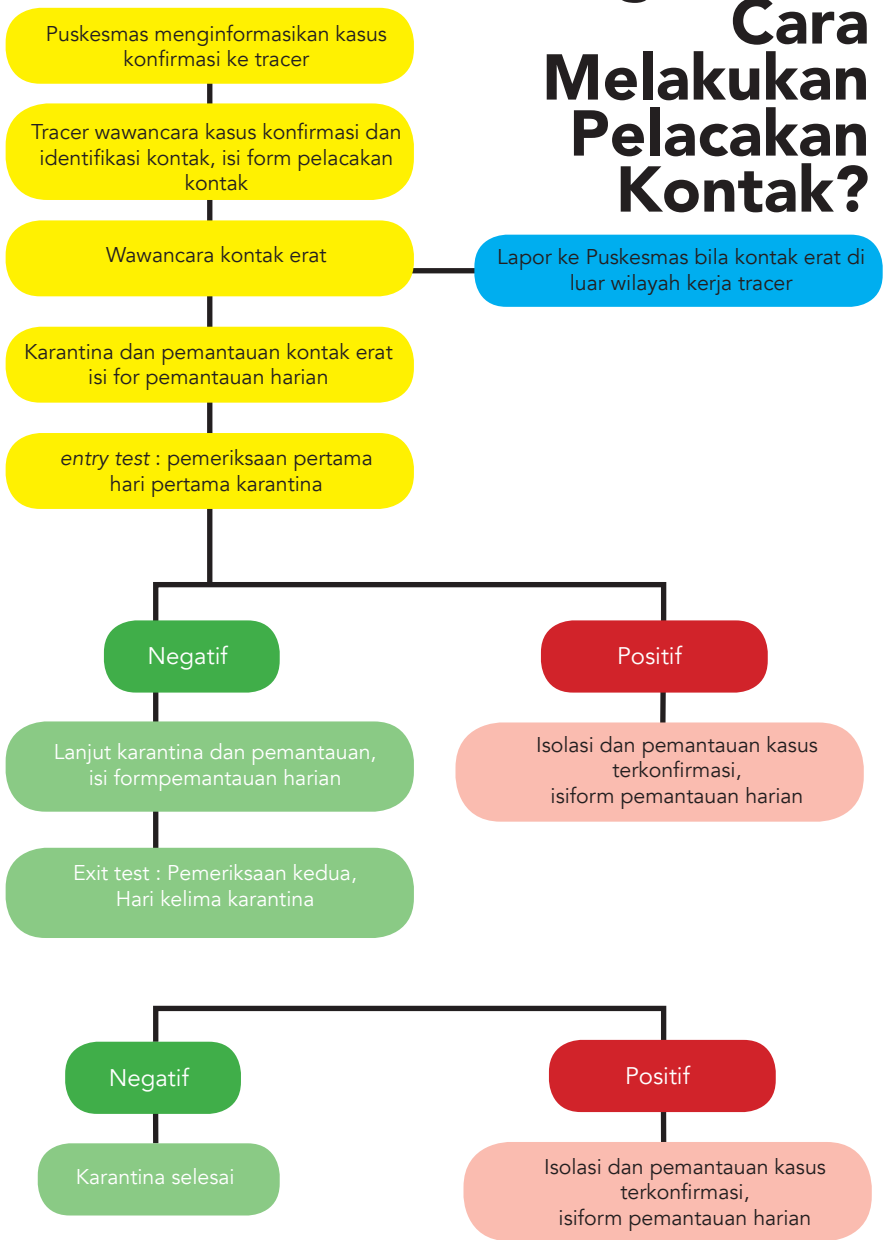 Cara
Melakukan
Pelacakan
Kontak?
Puskesmas menginformasikan kasus
konfirmasi ke tracer
Tracer wawancara kasus konfirmasi dan
identifikasi kontak, isi form pelacakan
kontak
Wawancara kontak erat
Lapor ke Puskesmas bila kontak erat di
luar wilayah kerja tracer
Karantina dan pemantauan kontak erat
isi for pemantauan harian
entry test : pemeriksaan pertama
hari pertama karantina
Negatif
Positif
Lanjut karantina dan pemantauan,
isi formpemantauan harian
Isolasi dan pemantauan kasus
terkonfirmasi,
isiform pemantauan harian
Exit test : Pemeriksaan kedua,
Hari kelima karantina
Negatif
Positif
Karantina selesai
Isolasi dan pemantauan kasus
terkonfirmasi,
isiform pemantauan harian